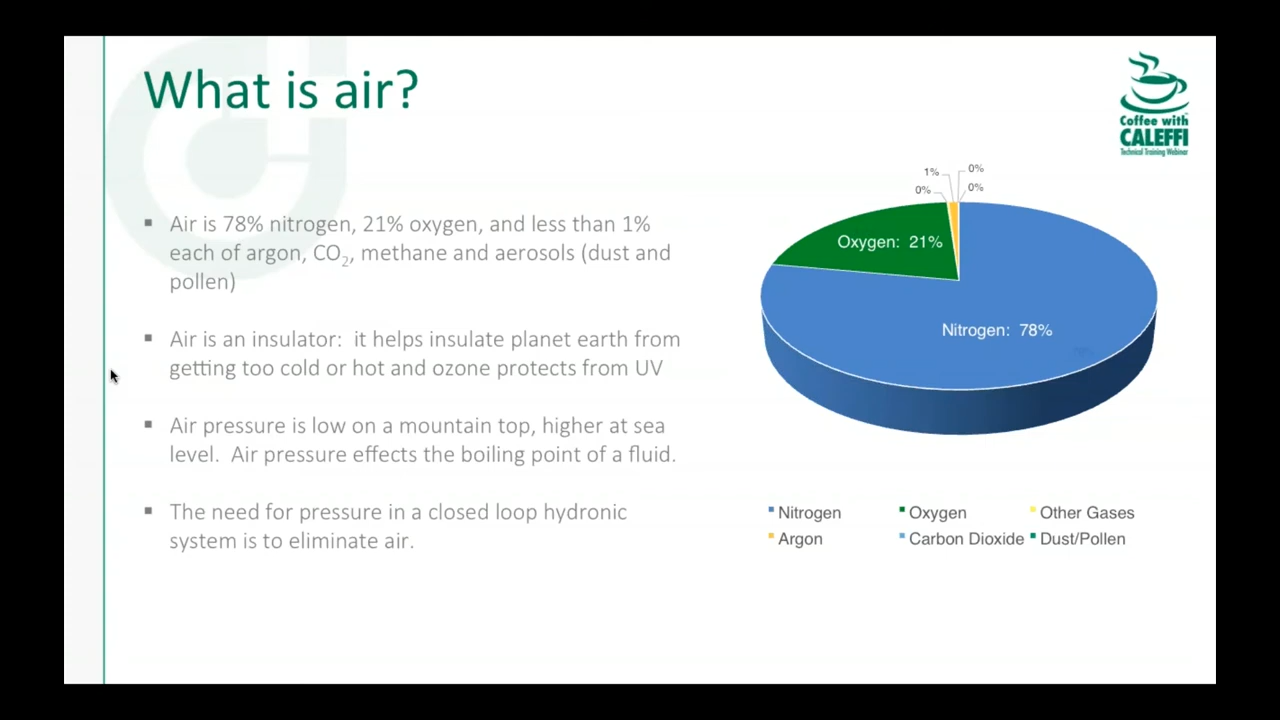 What is air?
Coffee with
CALEFFI
Technical Training Webinar
▪ Air is 78% nitrogen, 21% oxygen, and less than 1%
each of argon, CO₂, methane and aerosols (dust and
pollen)
▪ Air is an insulator:  it helps insulate planet earth from
getting too cold or hot and ozone protects from UV
▪ Air pressure is low on a mountain top, higher at sea
level.  Air pressure effects the boiling point of a fluid.
▪ The need for pressure in a closed loop hydronic
system is to eliminate air.
1% 0%
0% 0%
Oxygen:  21%
Nitrogen:  78%
Nitrogen Oxygen Other Gases
Argon Carbon Dioxide Dust/Pollen